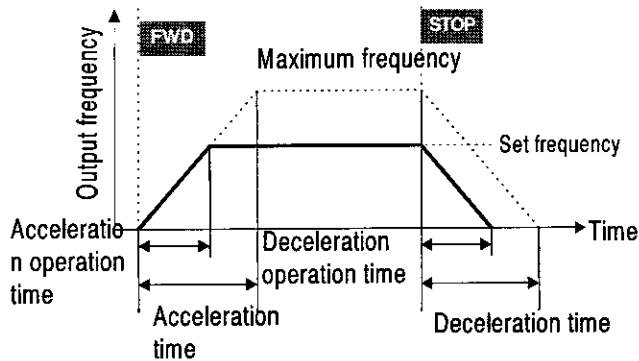 FWD
STOP
Maximum frequency
Output frequency
Set frequency
Time
Acceleratio
n operation
time
Deceleration
operation time
Acceleration
time
Deceleration time